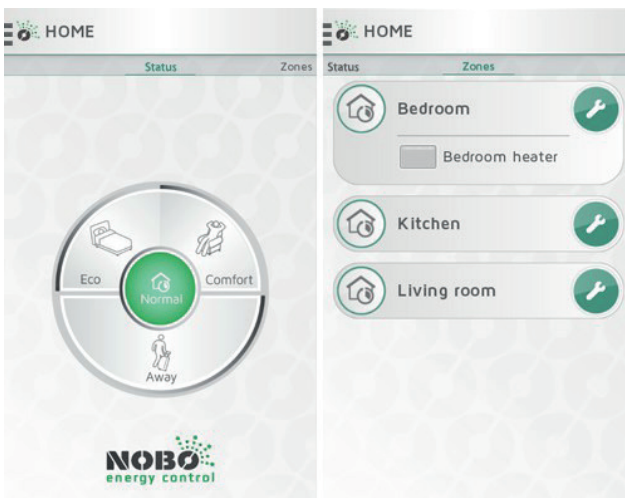 HOME
Status Zones
Eco
Comfort
Normal
Away
NOBO
energy control
HOME
Status Zones
Bedroom
Bedroom heater
Kitchen
Living room